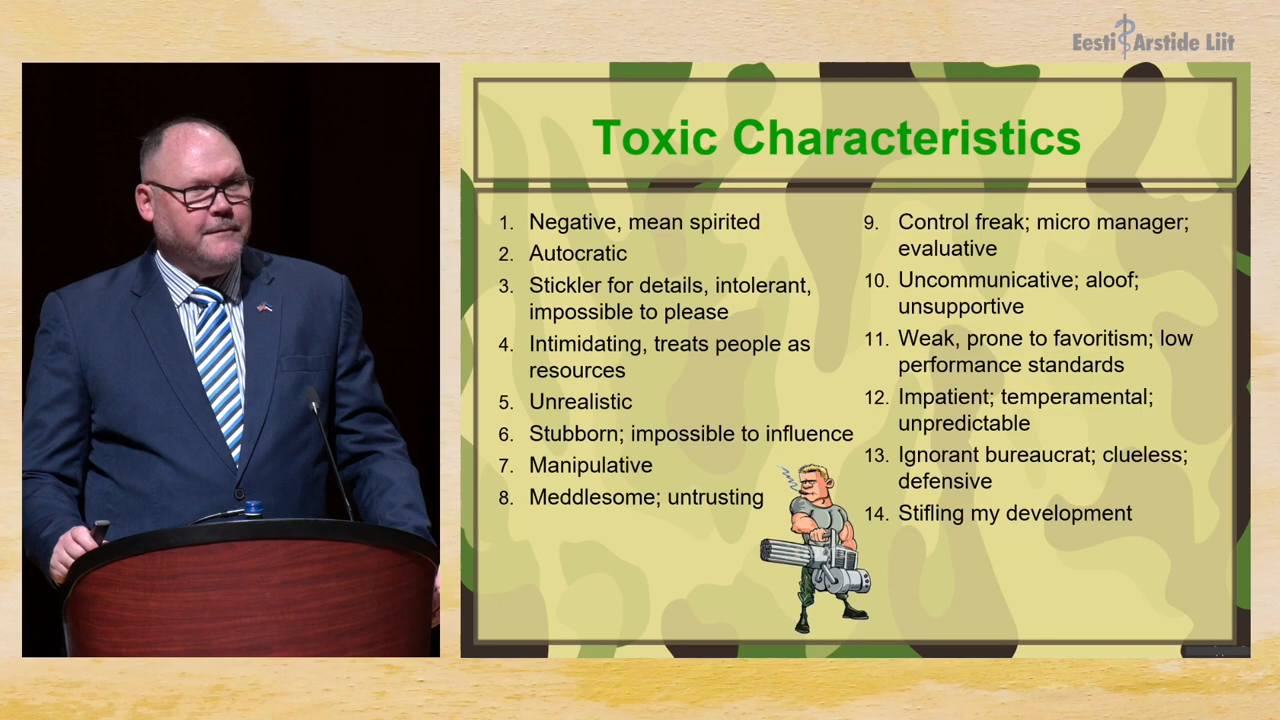 Eesti Arstide Liit
Toxic Characteristics
1. Negative, mean spirited
2. Autocratic
3. Stickler for details, intolerant,
impossible to please
4. Intimidating, treats people as
resources
5. Unrealistic
6. Stubborn; impossible to influence
7. Manipulative
8. Meddlesome; untrusting
9. Control freak; micro manager;
evaluative
10. Uncommunicative; aloof;
unsupportive
11. Weak, prone to favoritism; low
performance standards
12. Impatient; temperamental;
unpredictable
13. Ignorant bureaucrat; clueless;
defensive
14. Stifling my development